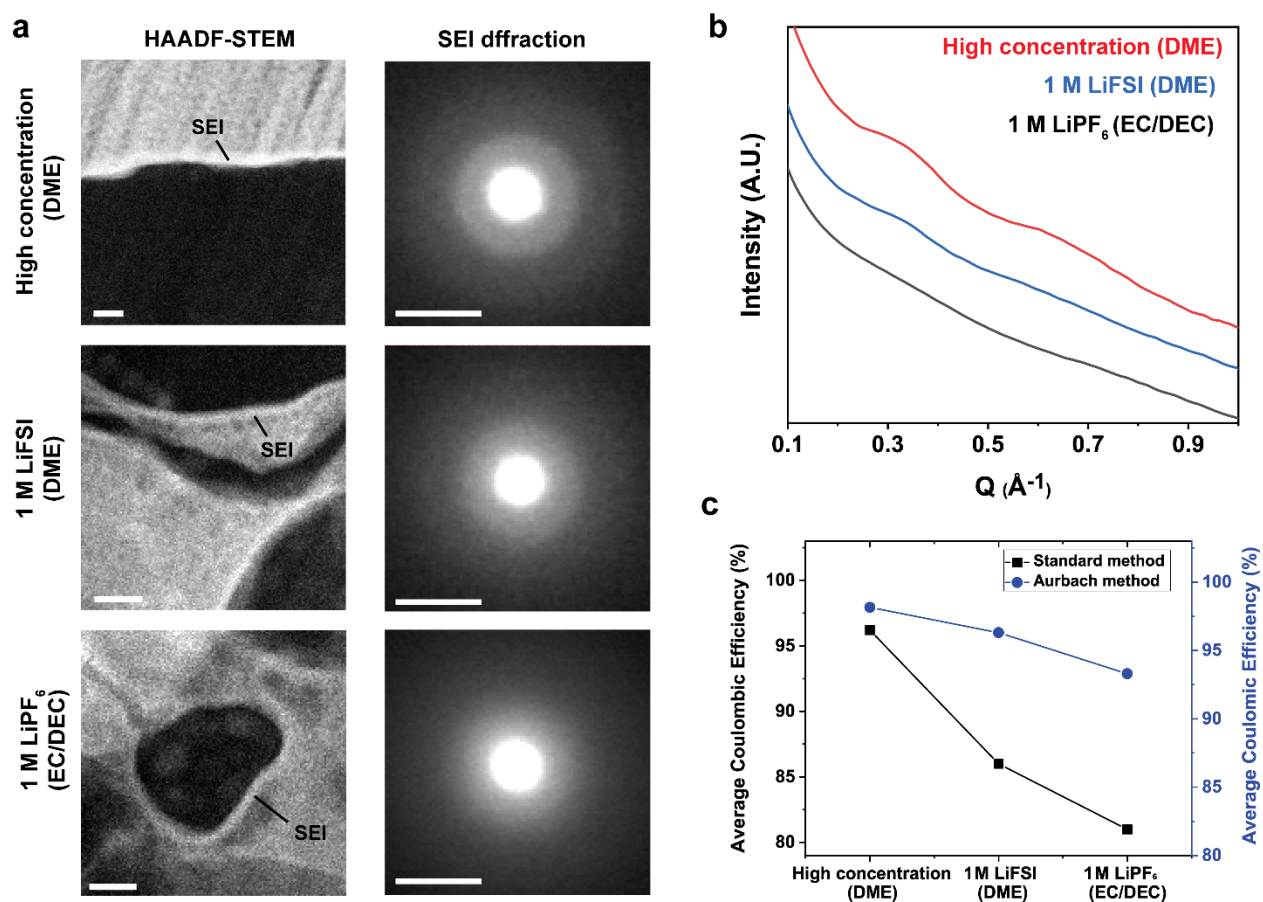 a
HAADF-STEM
SEI dffraction
High concentration
(DME)
SEI
1 M LiFSI
(DME)
SEI
1 M LiPF₆
(EC/DEC)
SEI
b
High concentration (DME)
1 M LiFSI (DME)
1 M LiPF₆ (EC/DEC)
Intensity (A.U.)
0.1 0.3 0.5 0.7 0.9
Q (Å⁻¹)
c
Standard method
Aurbach method
Average Coulombic Efficiency (%)
100
95
90
85
80
Average Coulomic Efficiency (%)
100
95
90
85
80
High concentration
(DME)
1M LiFSI
(DME)
1M LiPF₆
(EC/DEC)